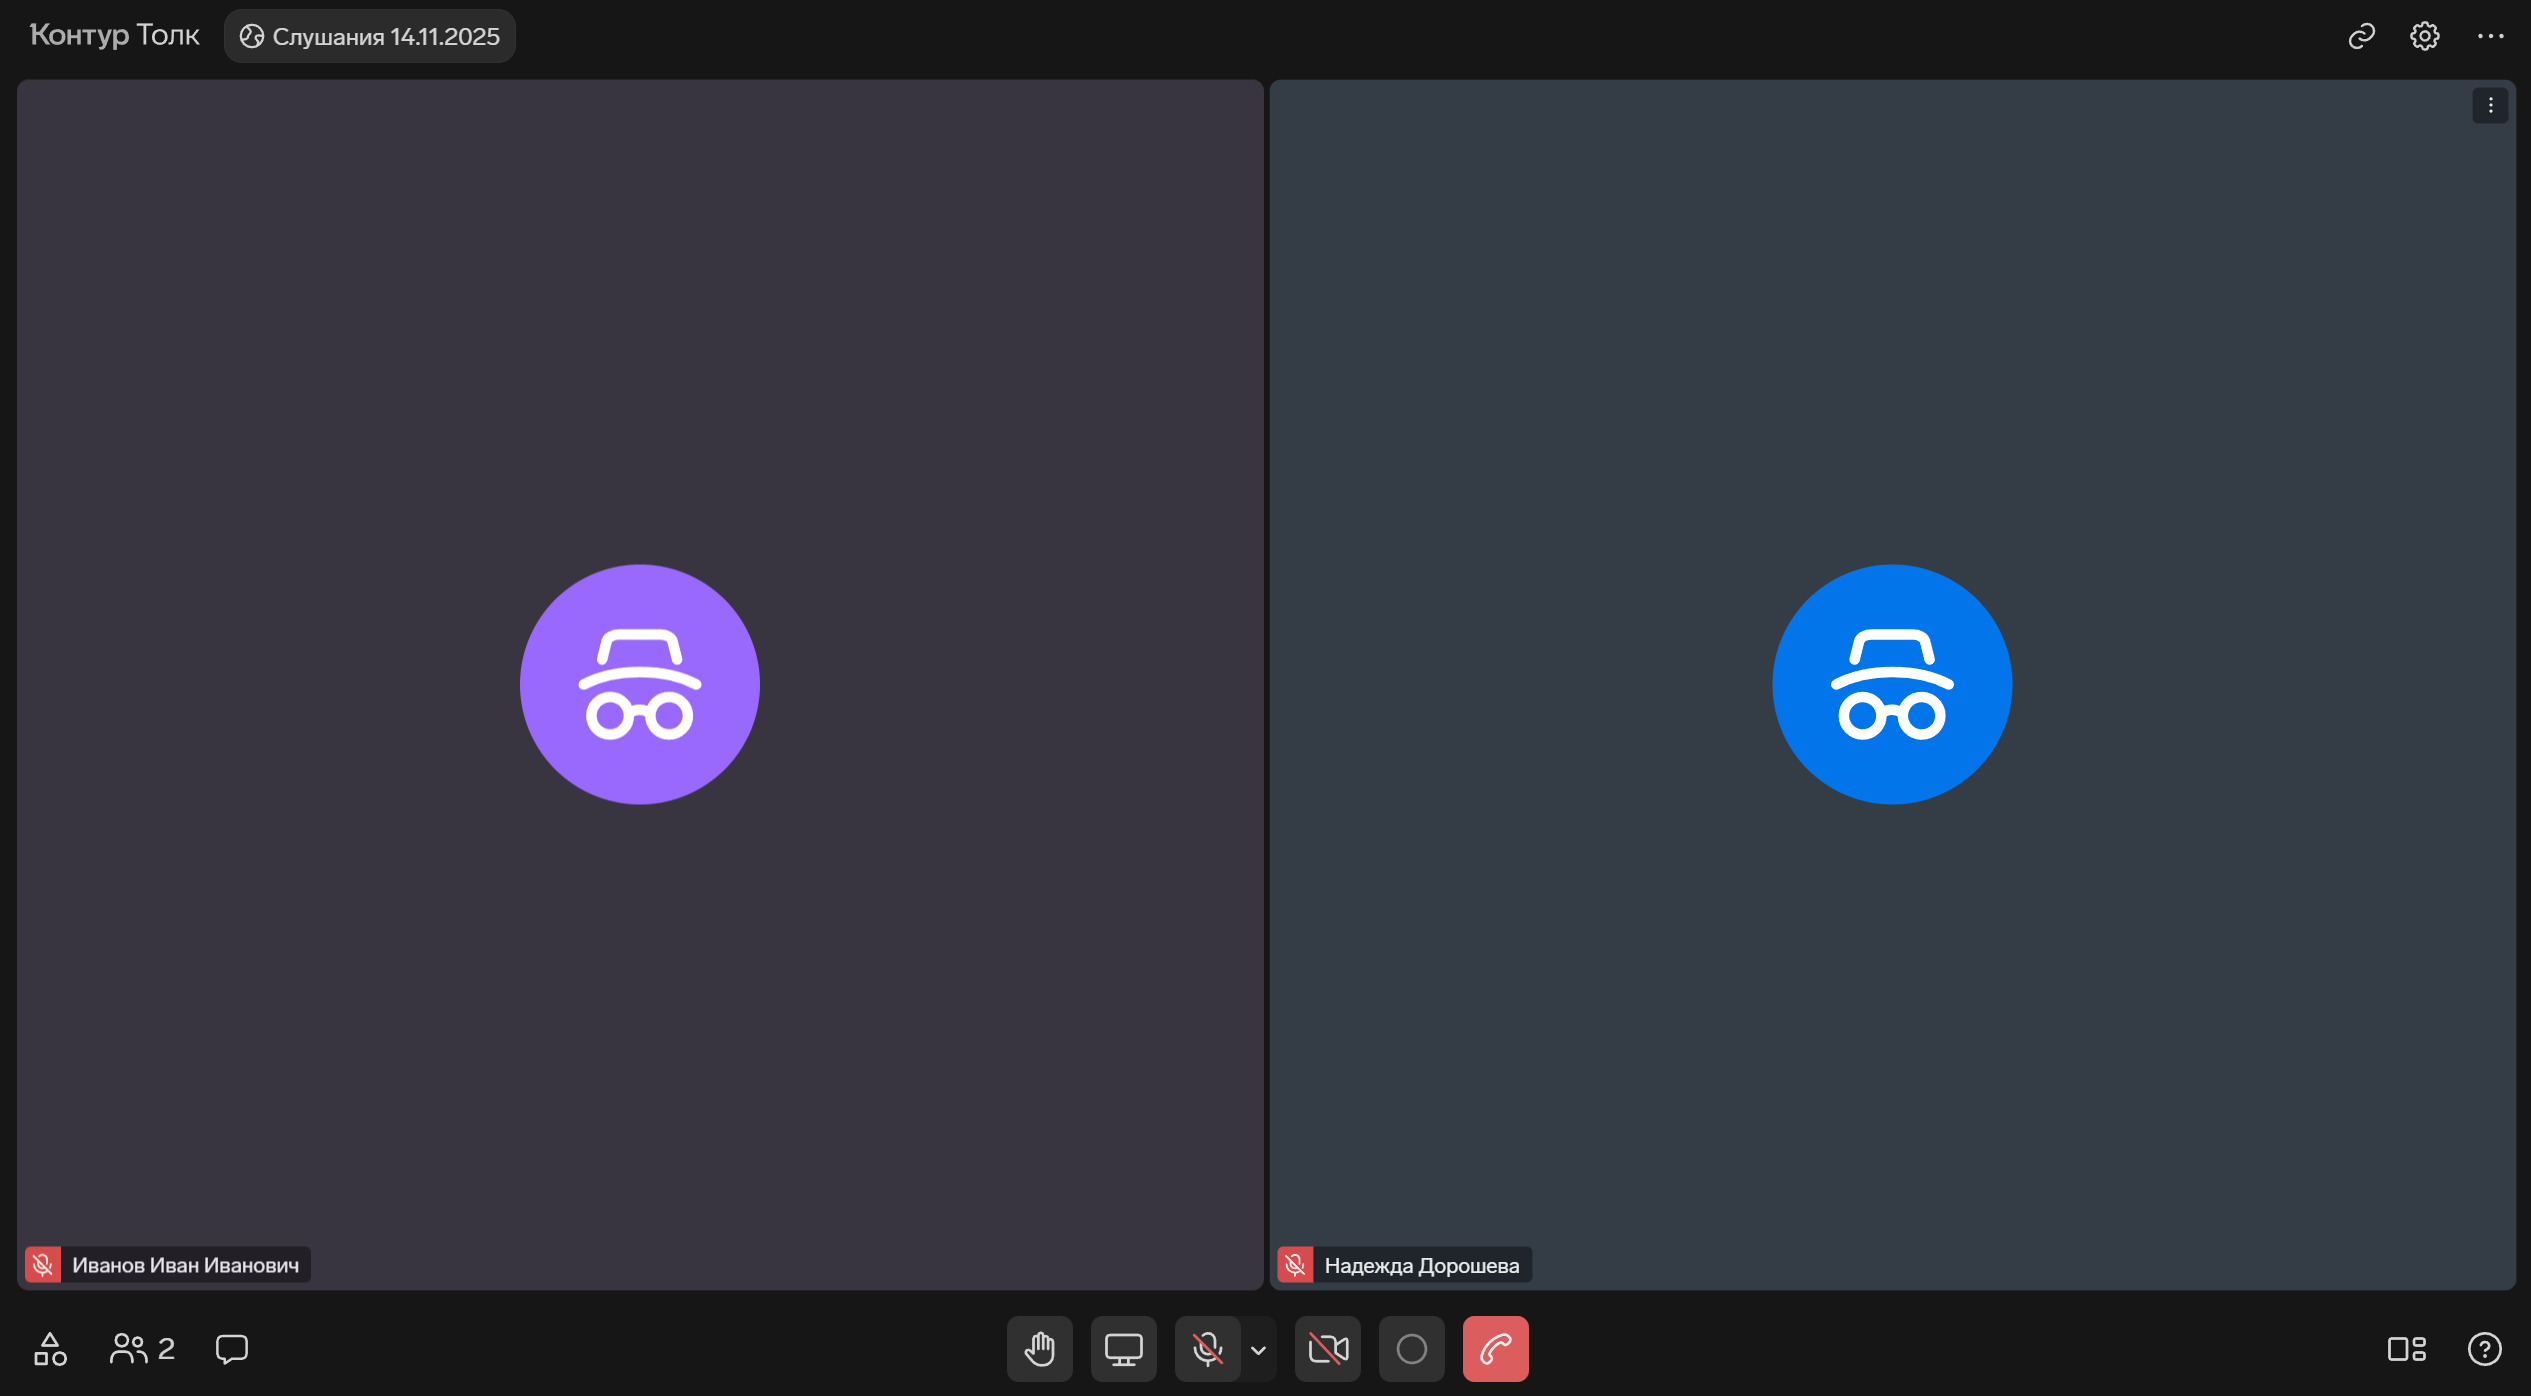 Контур Толк
Слушания 14.11.2025
Иванов Иван Иванович
Надежда Дорошева
2